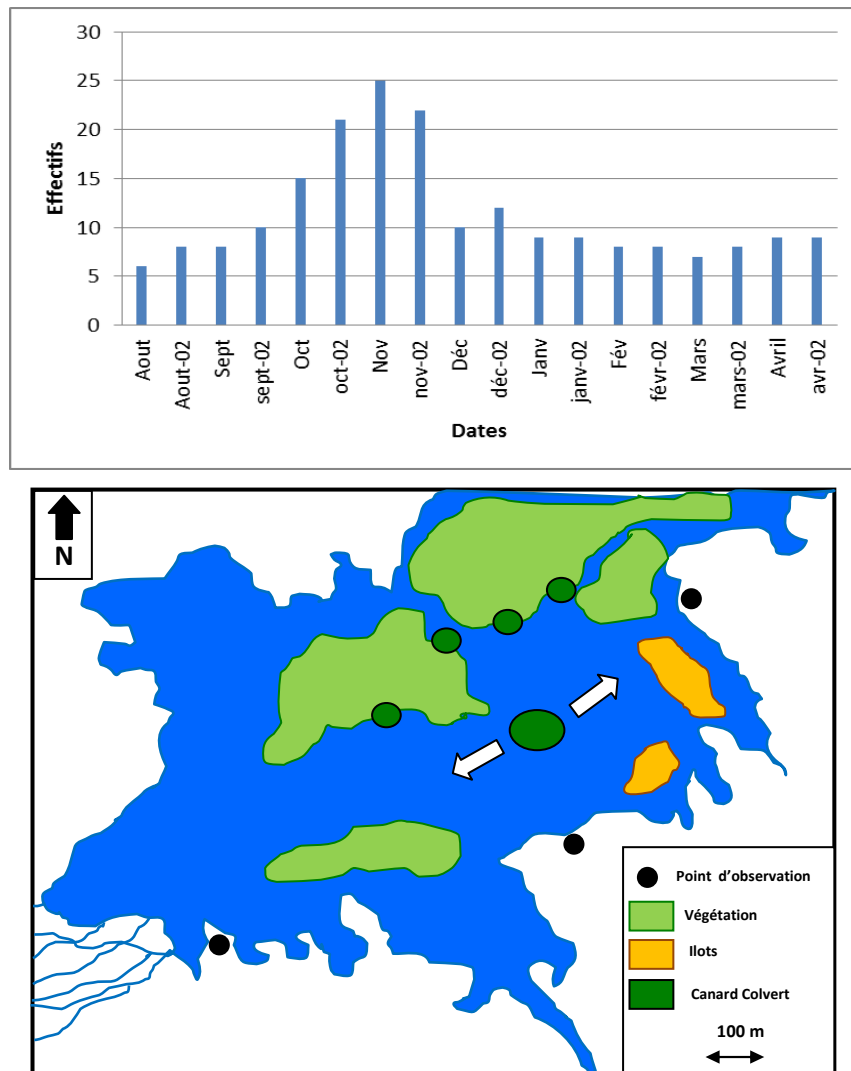 30
25
20
15
10
5
0
Effectifs
Aout
Aout-02
Sept
sept-02
Oct
oct-02
Nov
nov-02
Déc
déc-02
Janv
janv-02
Fév
févr-02
Mars
mars-02
Avril
avr-02
Dates
N
Point d'observation
Végétation
Ilots
Canard Colvert
100 m